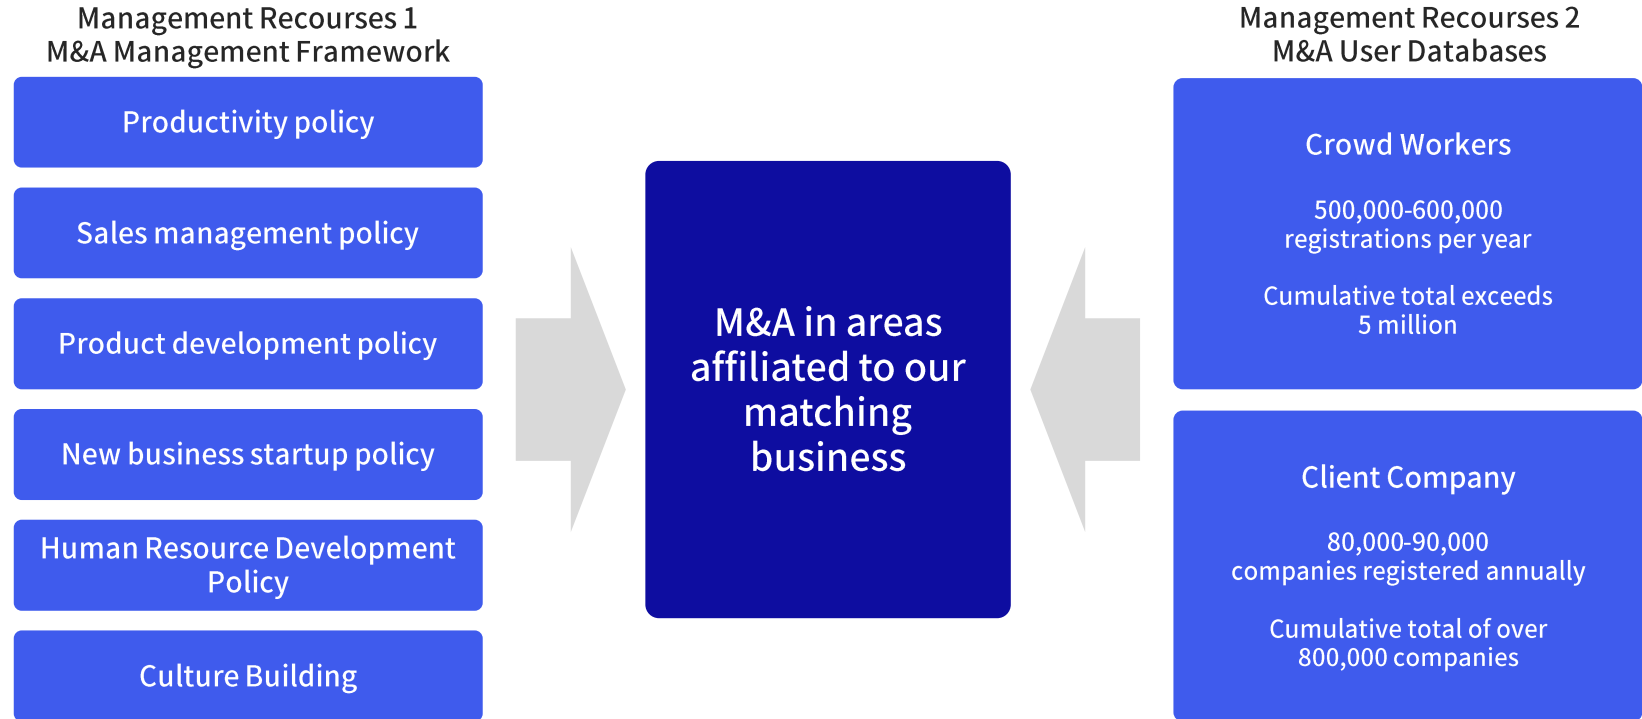 Management Recourses 1
M&A Management Framework
Productivity policy
Sales management policy
Product development policy
New business startup policy
Human Resource Development
Policy
Culture Building
M&A in areas
affiliated to our
matching
business
Management Recourses 2
M&A User Databases
Crowd Workers
500,000-600,000
registrations per year
Cumulative total exceeds
5 million
Client Company
80,000-90,000
companies registered annually
Cumulative total of over
800,000 companies